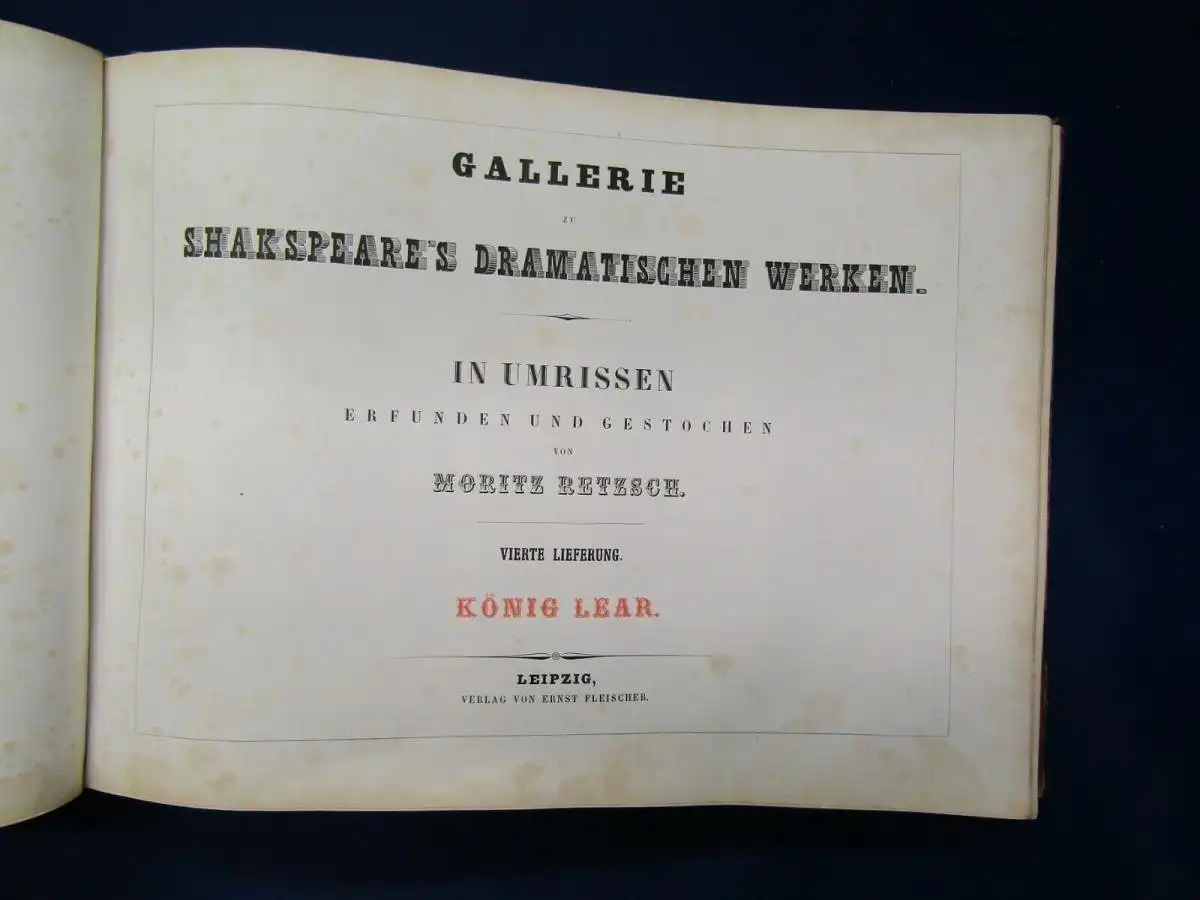 GALLERIE
ZU
SHAKSPEARE'S DRAMATISCHEN WERKEN.
IN UMRISSEN
ERFUNDEN UND GESTOCHEN
VON
MORITZ RETZSCH.
VIERTE LIEFERUNG.
KÖNIG LEAR.
LEIPZIG,
VERLAG VON ERNST FLEISCHER.